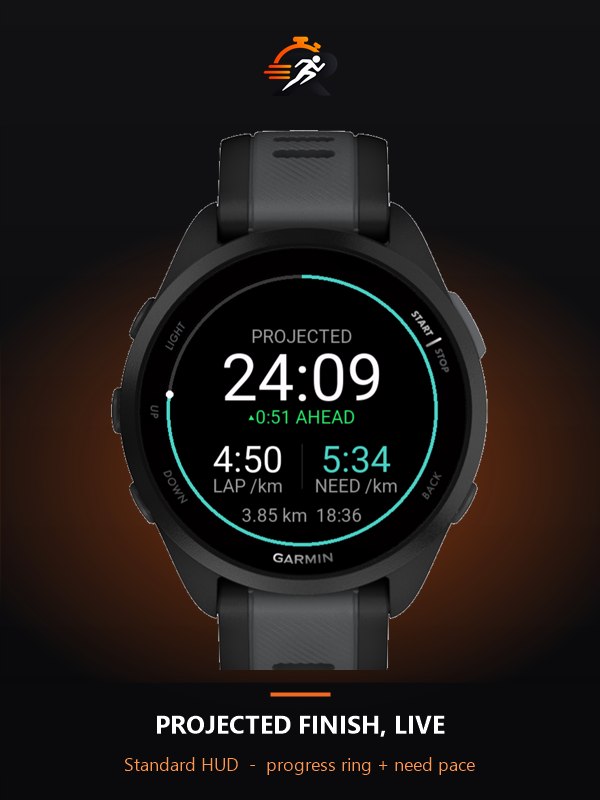 PROJECTED
24:09
▲0:51 AHEAD
4:50 5:34
LAP /km NEED /km
3.85 km 18:36
LIGHT
UP
DOWN
START
STOP
BACK
GARMIN
PROJECTED FINISH, LIVE
Standard HUD - progress ring + need pace